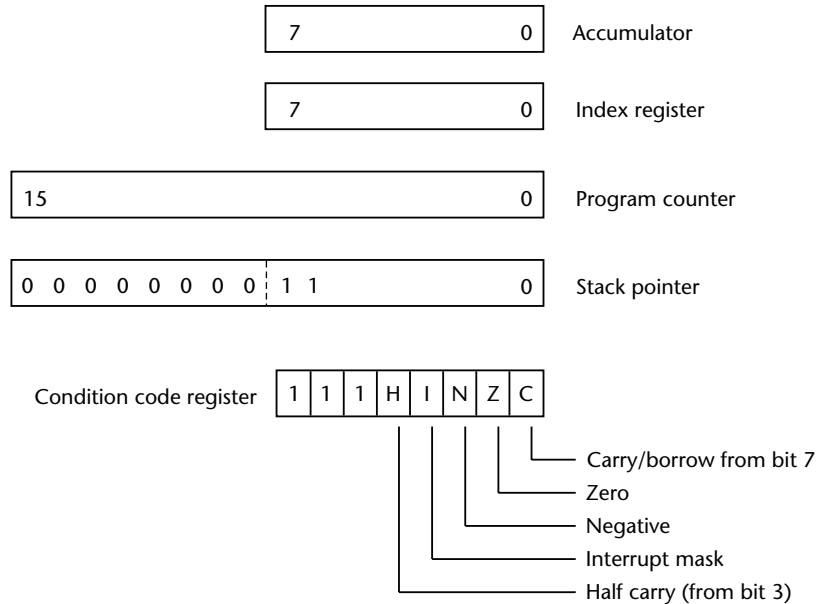 7 0 Accumulator
7 0 Index register
15 0 Program counter
0 0 0 0 0 0 0 0 1 1 0 Stack pointer
Condition code register 1 1 1 H I N Z C
Carry/borrow from bit 7
Zero
Negative
Interrupt mask
Half carry (from bit 3)